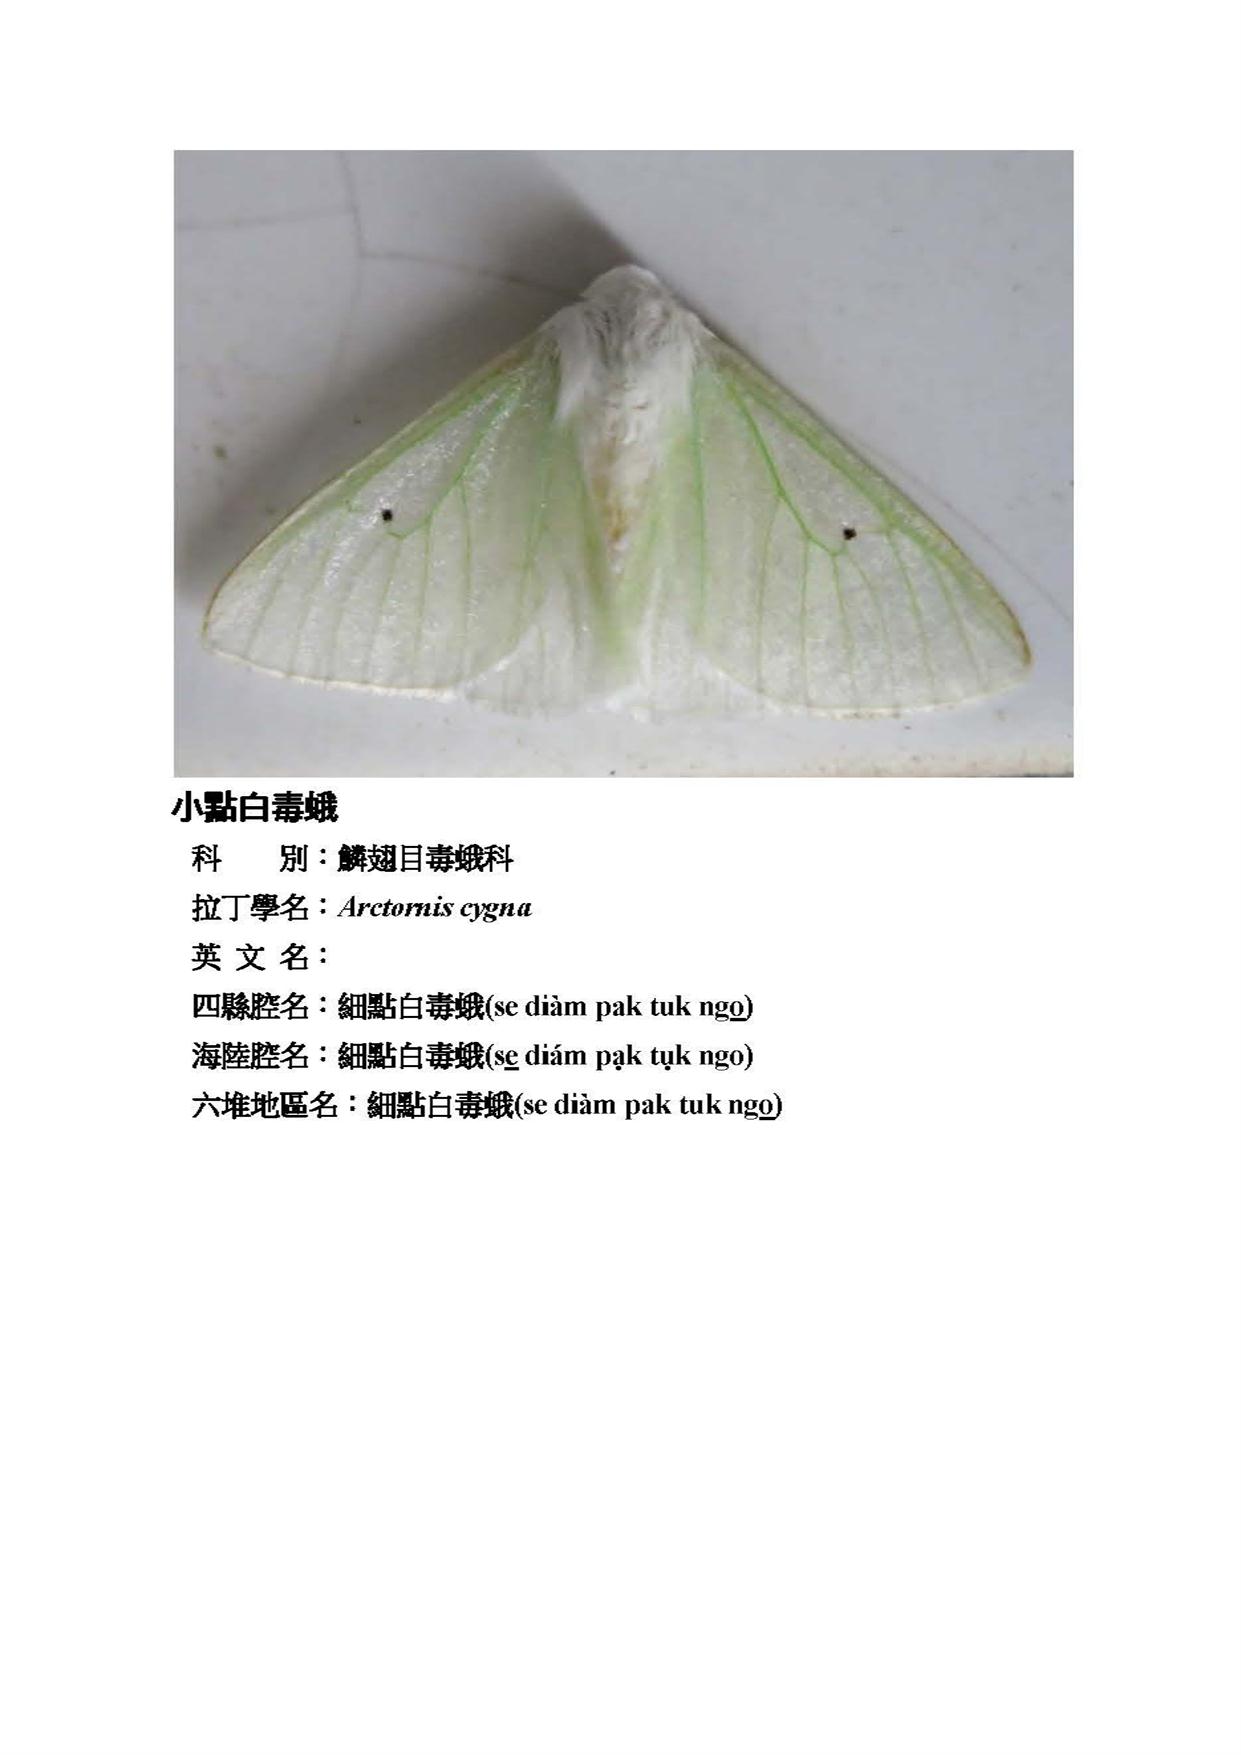 小點白毒蛾
科　　別：鱗翅目毒蛾科
拉丁學名：Arctornis cygna
英 文 名：
四縣腔名：細點白毒蛾(se diàm pak tuk ngo̲)
海陸腔名：細點白毒蛾(se̲ diám pạk tụk ngo)
六堆地區名：細點白毒蛾(se diàm pak tuk ngo̲)